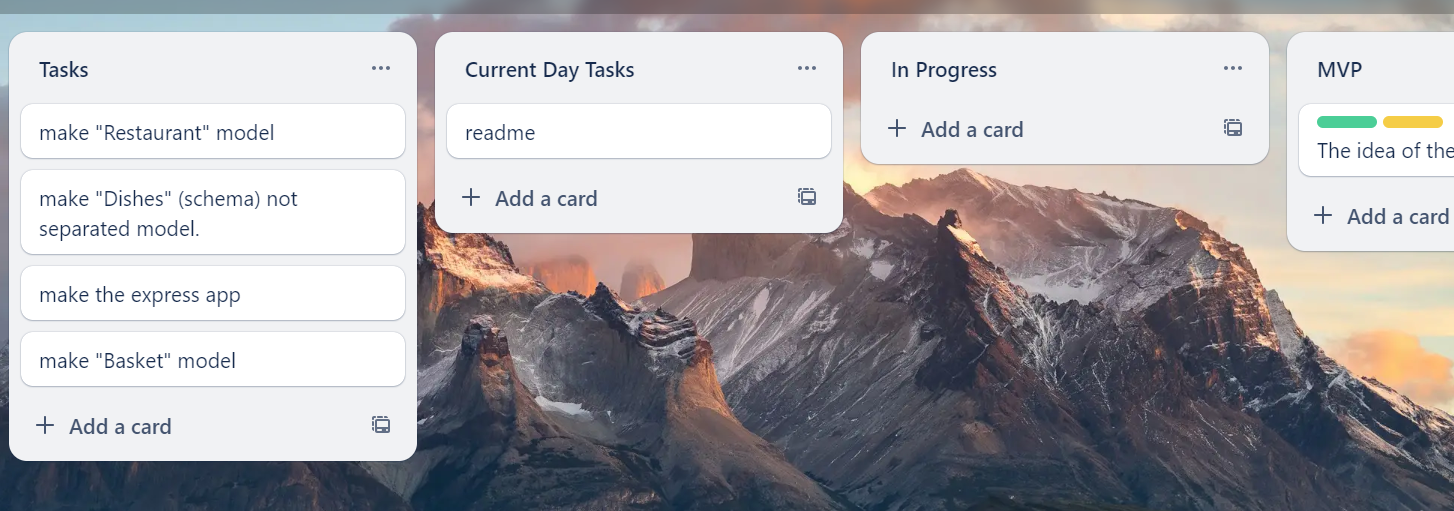 Tasks
make "Restaurant" model
make "Dishes" (schema) not
separated model.
make the express app
make "Basket" model
Add a card
Current Day Tasks
readme
Add a card
In Progress
Add a card
MVP
The idea of the
Add a card